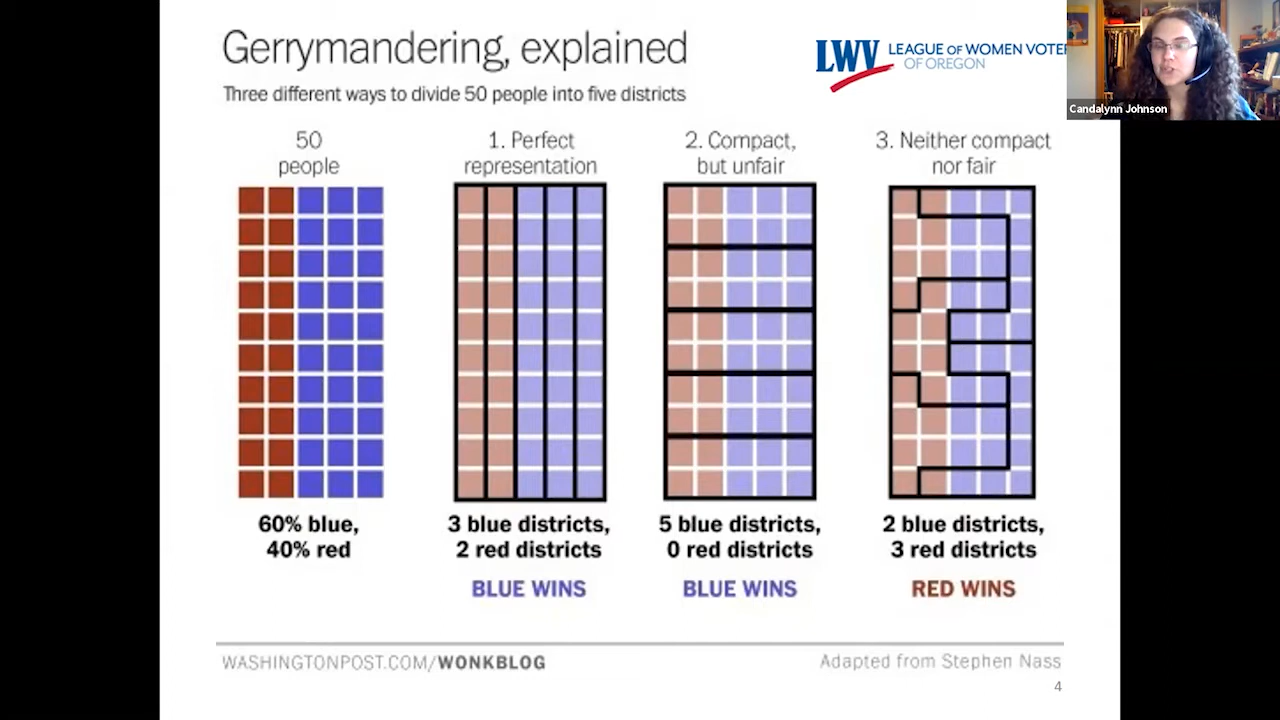 Gerrymandering, explained
Three different ways to divide 50 people into five districts
LWV LEAGUE OF WOMEN VOTE
OF OREGON
Candalynn Johnson
50
people
1. Perfect
representation
2. Compact,
but unfair
3. Neither compact
nor fair
60% blue,
40% red
3 blue districts,
2 red districts
5 blue districts,
0 red districts
2 blue districts,
3 red districts
BLUE WINS
BLUE WINS
RED WINS
WASHINGTONPOST.COM/WONKBLOG
Adapted from Stephen Nass
4